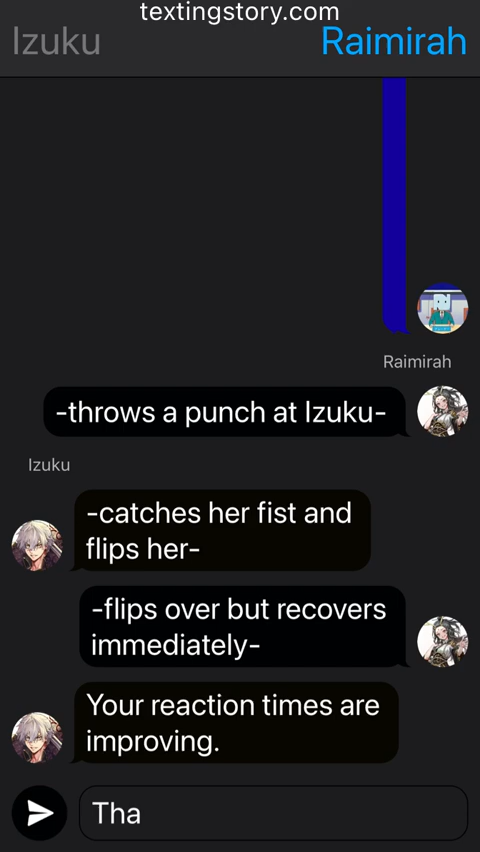 textingstory.com
Izuku Raimirah
Raimirah
-throws a punch at Izuku-
Izuku
-catches her fist and
flips her-
-flips over but recovers
immediately-
Your reaction times are
improving.
Tha